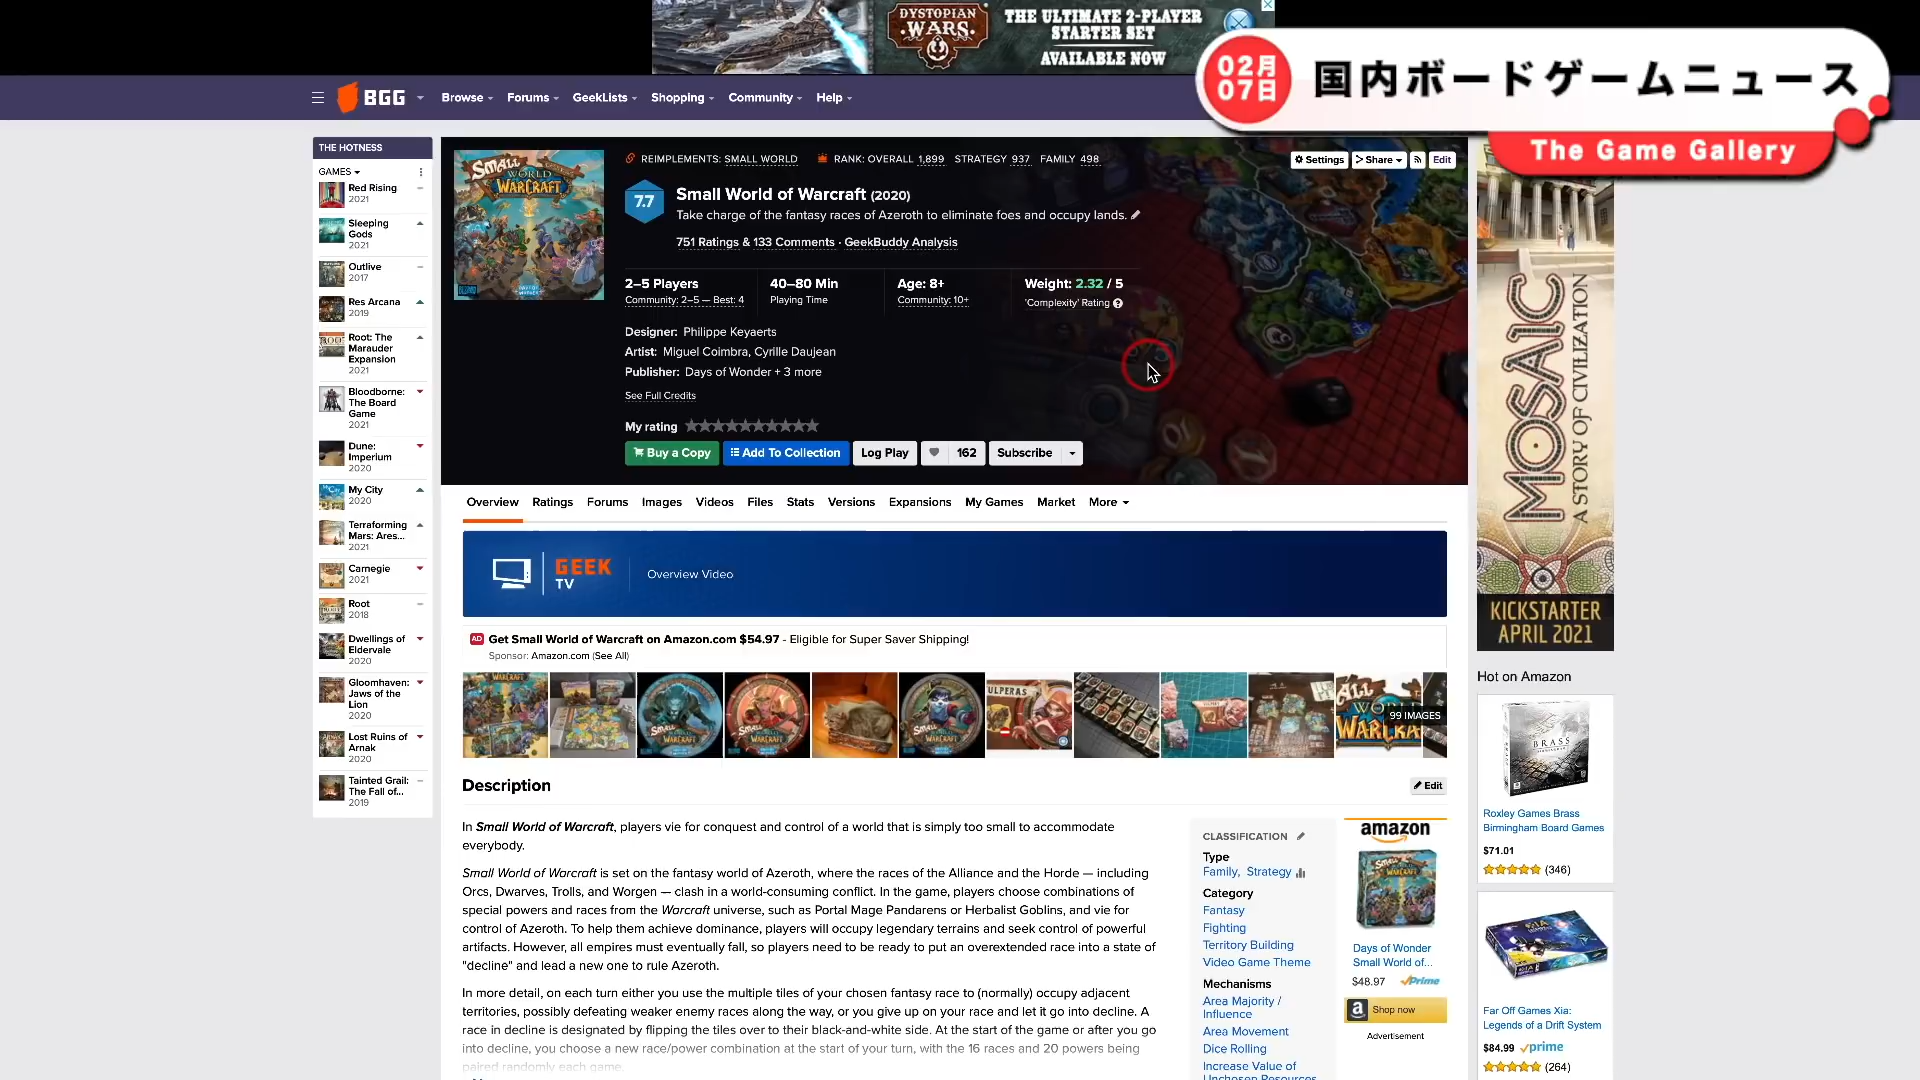 DYSTOPIAN
WARS
THE ULTIMATE 2-PLAYER
STARTER SET
AVAILABLE NOW
02月
07日
国内ボードゲームニュース
The Game Gallery
BGG
Browse
Forums
GeekLists
Shopping
Community
Help
THE HOTNESS
GAMES
Red Rising
2021
Sleeping
Gods
2021
Outlive
2017
Res Arcana
2019
Root: The
Marauder
Expansion
2021
Bloodborne:
The Board
Game
2021
Dune:
Imperium
2020
My City
2020
Terraforming
Mars: Ares...
2021
Carnegie
2021
Root
2018
Dwellings of
Eldervale
2020
Gloomhaven:
Jaws of the
Lion
2020
Lost Ruins of
Arnak
2020
Tainted Grail:
The Fall of...
2019
Small
WORLD
OF
WARCRAFT
REIMPLEMENTS: SMALL WORLD
RANK: OVERALL 1,899 STRATEGY 937 FAMILY 498
Settings
Share
Edit
7.7
Small World of Warcraft (2020)
Take charge of the fantasy races of Azeroth to eliminate foes and occupy lands.
751 Ratings & 133 Comments · GeekBuddy Analysis
2–5 Players
Community: 2–5 — Best: 4
40–80 Min
Playing Time
Age: 8+
Community: 10+
Weight: 2.32 / 5
'Complexity' Rating
Designer: Philippe Keyaerts
Artist: Miguel Coimbra, Cyrille Daujean
Publisher: Days of Wonder + 3 more
See Full Credits
My rating
Buy a Copy
Add To Collection
Log Play
162
Subscribe
Overview
Ratings
Forums
Images
Videos
Files
Stats
Versions
Expansions
My Games
Market
More
GEEK
TV
Overview Video
AD Get Small World of Warcraft on Amazon.com $54.97 - Eligible for Super Saver Shipping!
Sponsor: Amazon.com (See All)
99 IMAGES
Description
Edit
In Small World of Warcraft, players vie for conquest and control of a world that is simply too small to accommodate
everybody.
Small World of Warcraft is set on the fantasy world of Azeroth, where the races of the Alliance and the Horde — including
Orcs, Dwarves, Trolls, and Worgen — clash in a world-consuming conflict. In the game, players choose combinations of
special powers and races from the Warcraft universe, such as Portal Mage Pandarens or Herbalist Goblins, and vie for
control of Azeroth. To help them achieve dominance, players will occupy legendary terrains and seek control of powerful
artifacts. However, all empires must eventually fall, so players need to be ready to put an overextended race into a state of
"decline" and lead a new one to rule Azeroth.
In more detail, on each turn either you use the multiple tiles of your chosen fantasy race to (normally) occupy adjacent
territories, possibly defeating weaker enemy races along the way, or you give up on your race and let it go into decline. A
race in decline is designated by flipping the tiles over to their black-and-white side. At the start of the game or after you go
into decline, you choose a new race/power combination at the start of your turn, with the 16 races and 20 powers being
paired randomly each game.
CLASSIFICATION
Type
Family, Strategy
Category
Fantasy
Fighting
Territory Building
Video Game Theme
Mechanisms
Area Majority /
Influence
Area Movement
Dice Rolling
Increase Value of
Unchosen Resources
amazon
Days of Wonder
Small World of...
$48.97 Prime
Shop now
Advertisement
MOSAIC
A STORY OF CIVILIZATION
KICKSTARTER
APRIL 2021
Hot on Amazon
BRASS
Roxley Games Brass
Birmingham Board Games
$71.01
(346)
Far Off Games Xia:
Legends of a Drift System
$84.99 prime
(264)